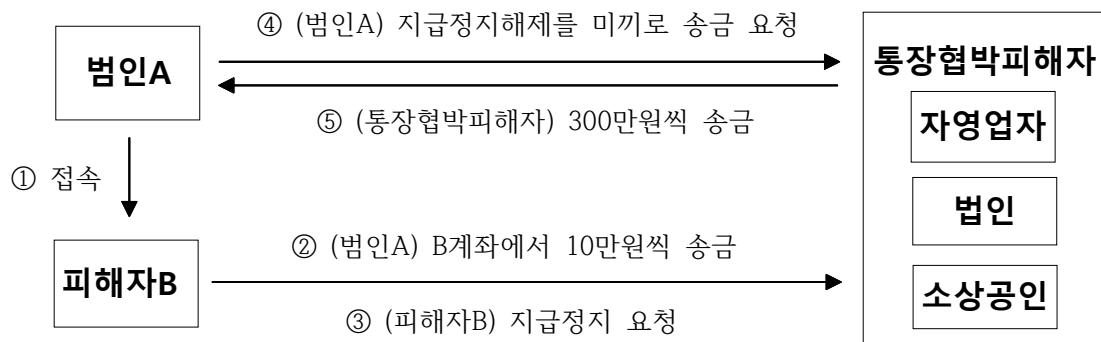 ④ (범인A) 지급정지해제를 미끼로 송금 요청
범인A
⑤ (통장협박피해자) 300만원씩 송금
① 접속
피해자B
② (범인A) B계좌에서 10만원씩 송금
③ (피해자B) 지급정지 요청
통장협박피해자
자영업자
법인
소상공인